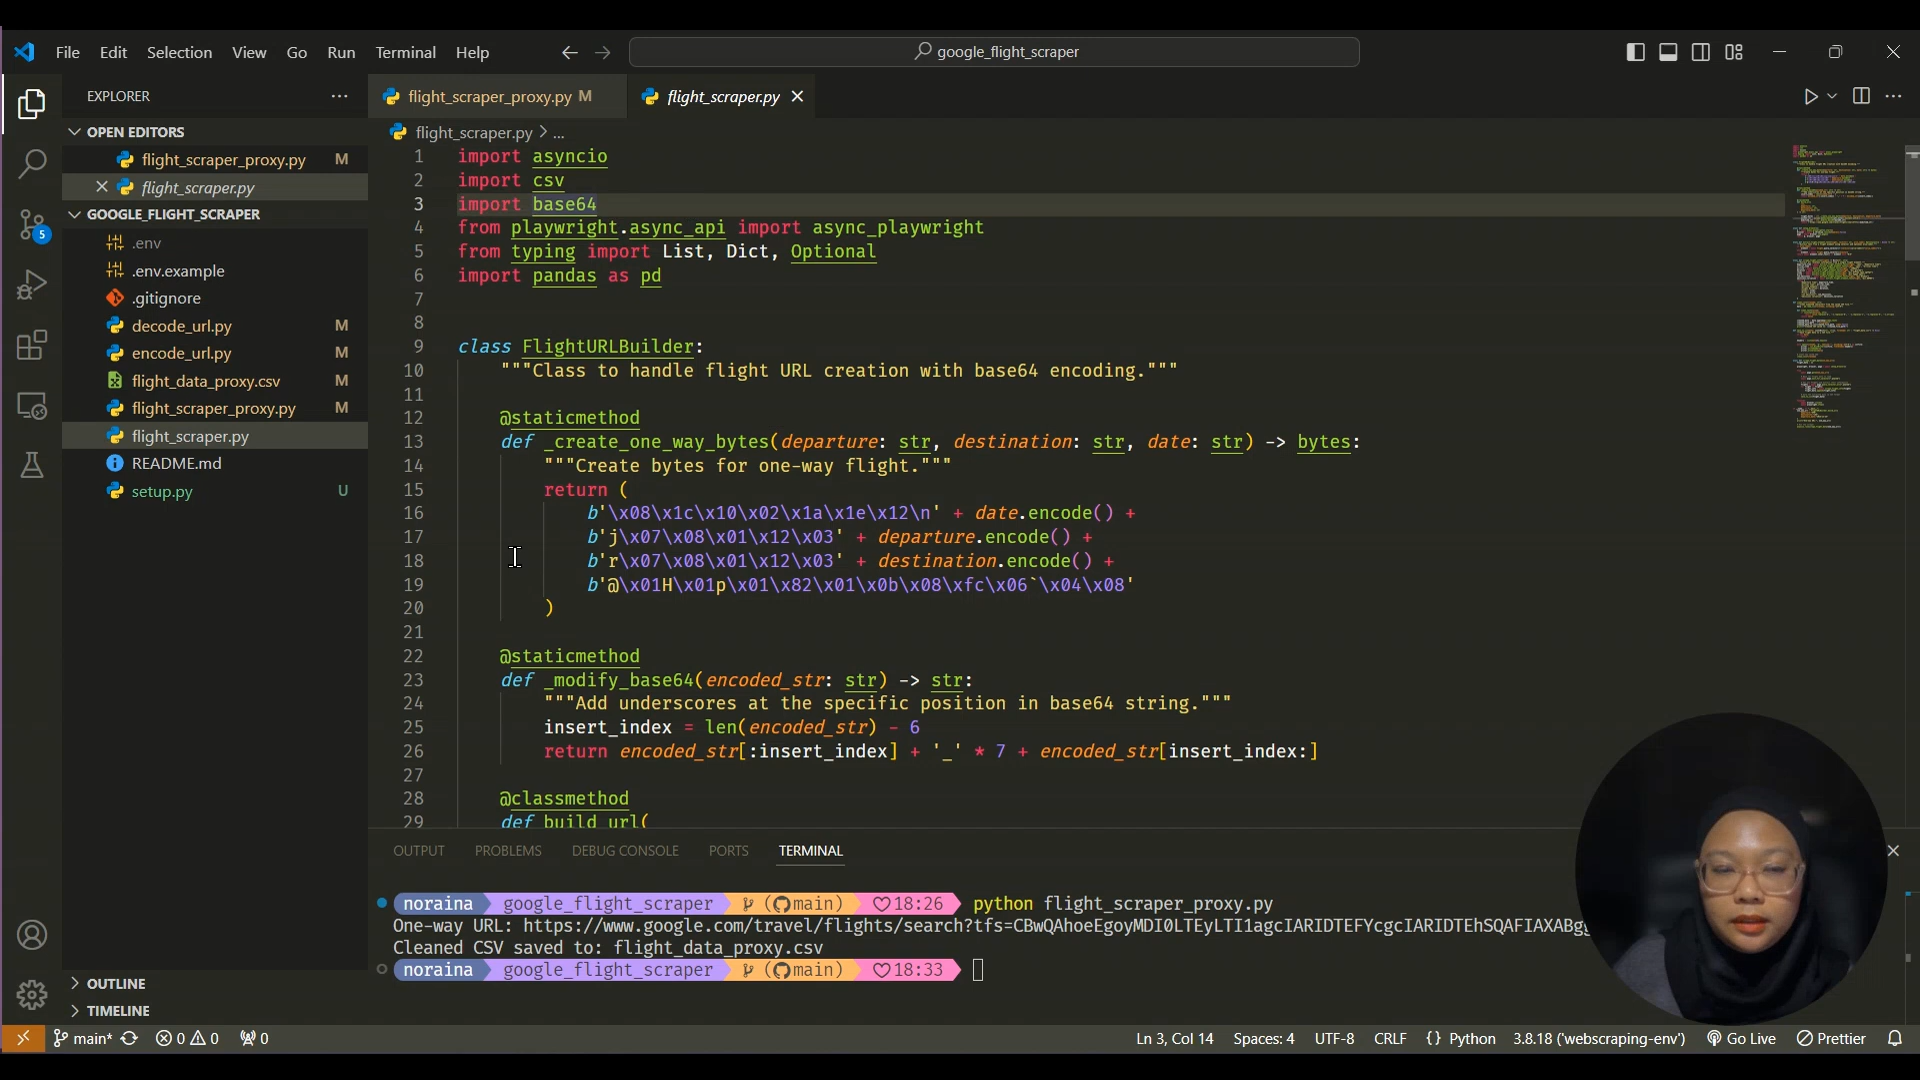 File Edit Selection View Go Run Terminal Help
google_flight_scraper
EXPLORER
OPEN EDITORS
flight_scraper_proxy.py M
flight_scraper.py
GOOGLE_FLIGHT_SCRAPER
.env
.env.example
.gitignore
decode_url.py M
encode_url.py M
flight_data_proxy.csv M
flight_scraper_proxy.py M
flight_scraper.py
README.md
setup.py U
5
OUTLINE
TIMELINE
flight_scraper_proxy.py M
flight_scraper.py
flight_scraper.py > ...
1 import asyncio
2 import csv
3 import base64
4 from playwright.async_api import async_playwright
5 from typing import List, Dict, Optional
6 import pandas as pd
7
8
9 class FlightURLBuilder:
10 """Class to handle flight URL creation with base64 encoding."""
11
12 @staticmethod
13 def _create_one_way_bytes(departure: str, destination: str, date: str) -> bytes:
14 """Create bytes for one-way flight."""
15 return (
16 b'\x08\x1c\x10\x02\x1a\x1e\x12\n' + date.encode() +
17 b'j\x07\x08\x01\x12\x03' + departure.encode() +
18 b'r\x07\x08\x01\x12\x03' + destination.encode() +
19 b'@\x01H\x01p\x01\x82\x01\x0b\x08\xfc\x06`\x04\x08'
20 )
21
22 @staticmethod
23 def _modify_base64(encoded_str: str) -> str:
24 """Add underscores at the specific position in base64 string."""
25 insert_index = len(encoded_str) - 6
26 return encoded_str[:insert_index] + '_' * 7 + encoded_str[insert_index:]
27
28 @classmethod
29 def build_url(
OUTPUT PROBLEMS DEBUG CONSOLE PORTS TERMINAL
noraina google_flight_scraper (main) 18:26 python flight_scraper_proxy.py
One-way URL: https://www.google.com/travel/flights/search?tfs=CBwQAhoeEgoyMDI0LTEyLTI1agcIARIDTEFYcgcIARIDTEhSQAFIAXABgg
Cleaned CSV saved to: flight_data_proxy.csv
noraina google_flight_scraper (main) 18:33
main* 0 0 0
Ln 3, Col 14 Spaces: 4 UTF-8 CRLF {} Python 3.8.18 ('webscraping-env') Go Live Prettier